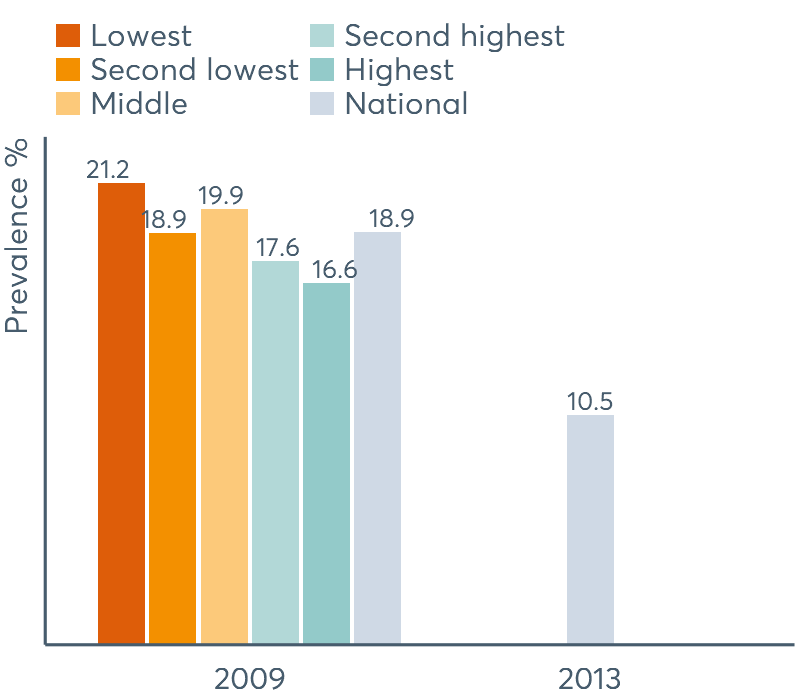 Lowest
Second lowest
Middle
Second highest
Highest
National
Prevalence %
21.2
18.9
19.9
17.6
16.6
18.9
10.5
2009
2013